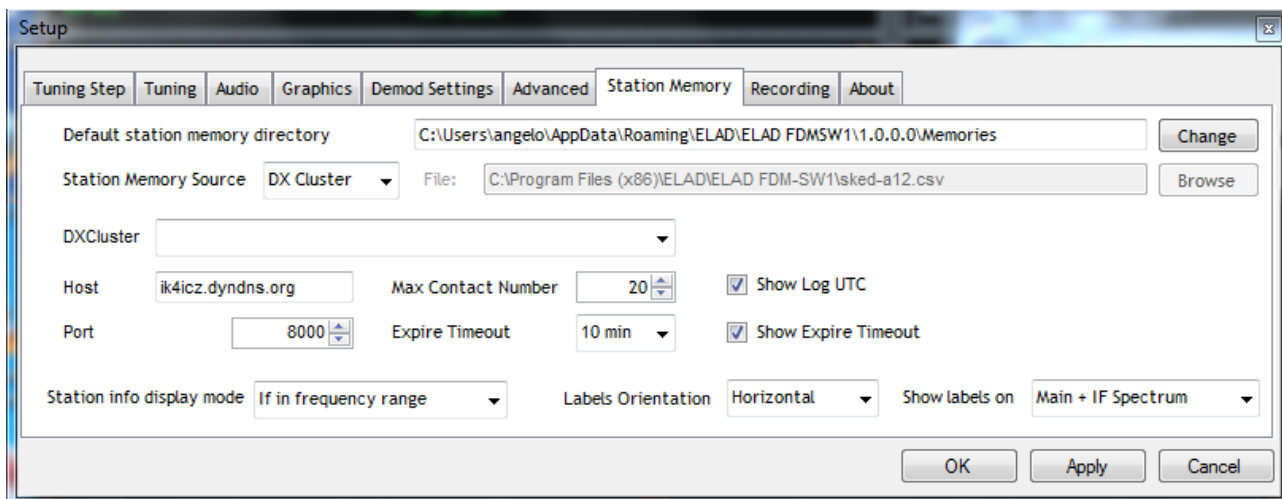 Setup
Tuning Step Tuning Audio Graphics Demod Settings Advanced Station Memory Recording About
Default station memory directory C:\Users\angelo\AppData\Roaming\ELAD\ELAD FDMSW1\1.0.0.0\Memories Change
Station Memory Source DX Cluster File: C:\Program Files (x86)\ELAD\ELAD FDM-SW1\sked-a12.csv Browse
DXCluster
Host ik4icz.dyndns.org Max Contact Number 20 Show Log UTC
Port 8000 Expire Timeout 10 min Show Expire Timeout
Station info display mode If in frequency range Labels Orientation Horizontal Show labels on Main + IF Spectrum
OK Apply Cancel